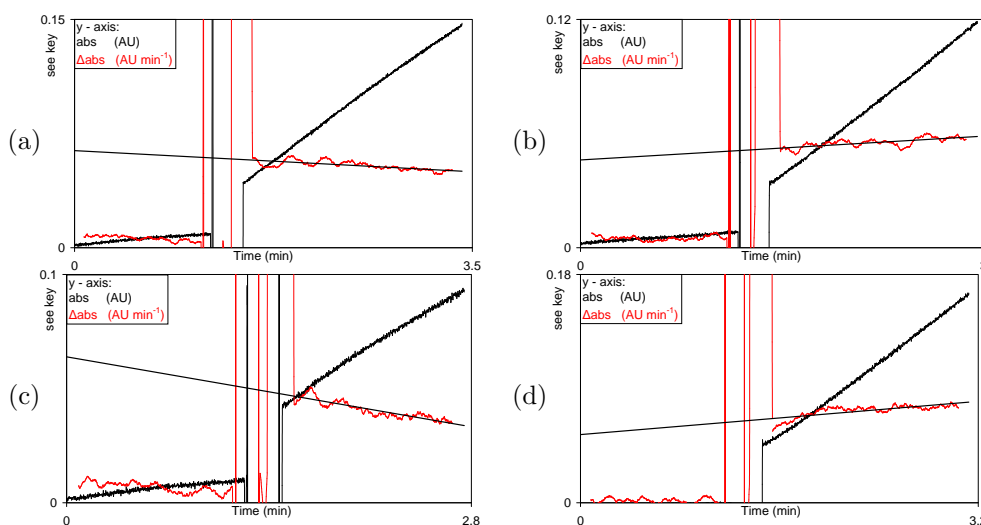 (a)
0.15
see key
y - axis:
abs (AU)
Δabs (AU min⁻¹)
0
0
Time (min)
3.5
(b)
0.12
see key
y - axis:
abs (AU)
Δabs (AU min⁻¹)
0
0
Time (min)
3
(c)
0.1
see key
y - axis:
abs (AU)
Δabs (AU min⁻¹)
0
0
Time (min)
2.8
(d)
0.18
see key
y - axis:
abs (AU)
Δabs (AU min⁻¹)
0
0
Time (min)